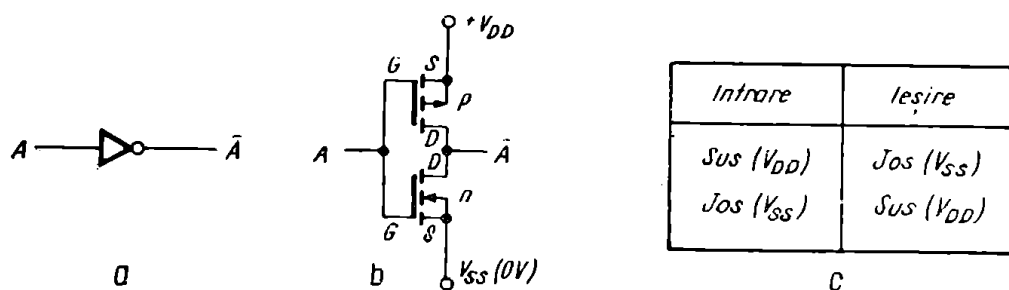 A
Ā
a
+V_DD
G
S
p
D
A
Ā
D
n
G
S
V_SS (0V)
b
Intrare Ieșire
Sus (V_DD) Jos (V_SS)
Jos (V_SS) Sus (V_DD)
c